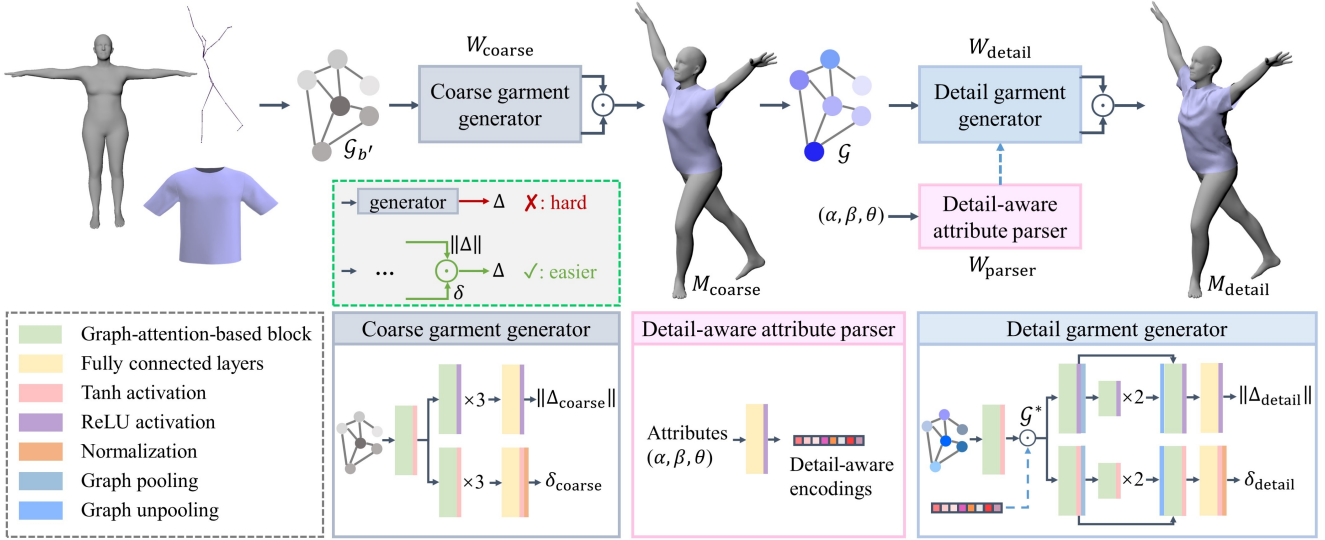 W_coarse
W_detail
Coarse garment
generator
Detail garment
generator
𝒢_b′
𝒢
generator
Δ
✗: hard
‖Δ‖
...
Δ
✓: easier
δ
(α, β, θ)
Detail-aware
attribute parser
W_parser
M_coarse
M_detail
Graph-attention-based block
Fully connected layers
Tanh activation
ReLU activation
Normalization
Graph pooling
Graph unpooling
Coarse garment generator
×3
‖Δ_coarse‖
×3
δ_coarse
Detail-aware attribute parser
Attributes
(α, β, θ)
Detail-aware
encodings
Detail garment generator
𝒢*
×2
‖Δ_detail‖
×2
δ_detail